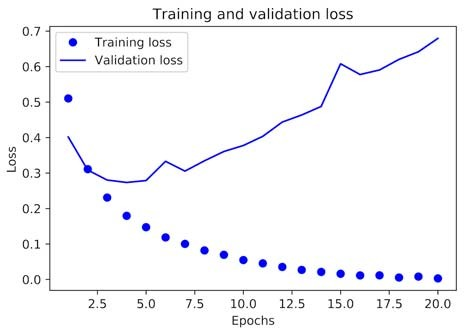 Training and validation loss
Training loss
Validation loss
Loss
0.7
0.6
0.5
0.4
0.3
0.2
0.1
0.0
2.5 5.0 7.5 10.0 12.5 15.0 17.5 20.0
Epochs